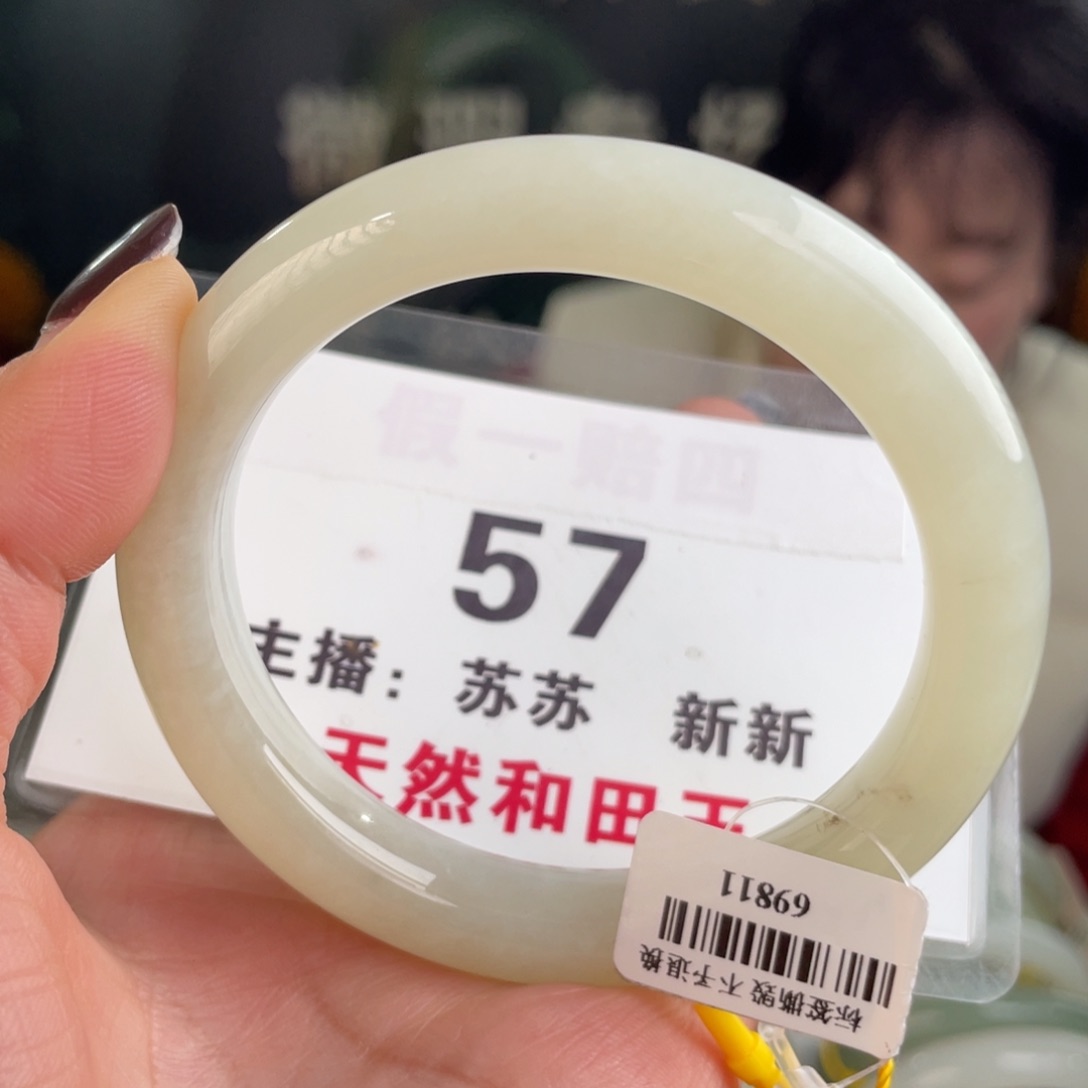 假一赔四
57
主播：苏苏 新新
天然和田玉
标签撕毁 不予退换
69811